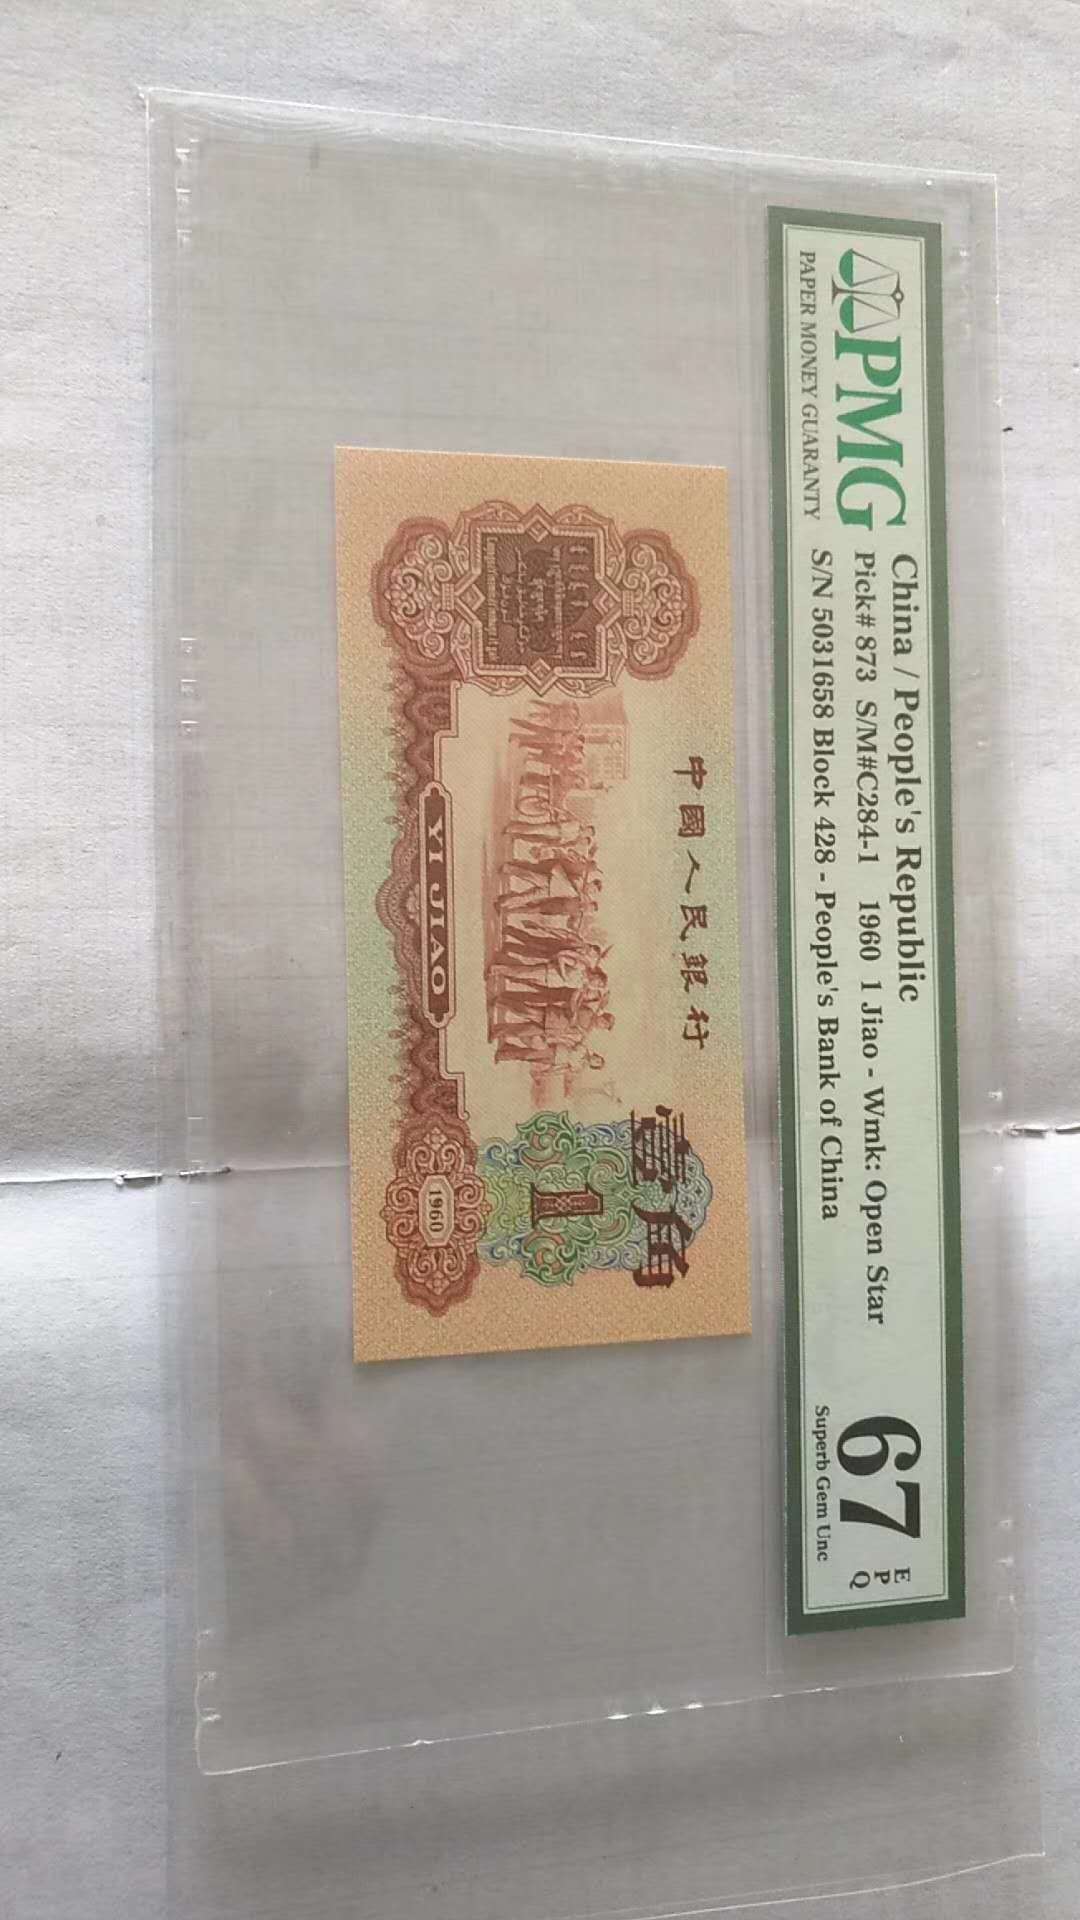 PMG
PAPER MONEY GUARANTY
China / People's Republic
Pick# 873 S/M#C284-1 1960 1 Jiao - Wmk: Open Star
S/N 5031658 Block 428 - People's Bank of China
67
E
P
Q
Superb Gem Unc
中國人民銀行
壹角
1
YI JIAO
1960